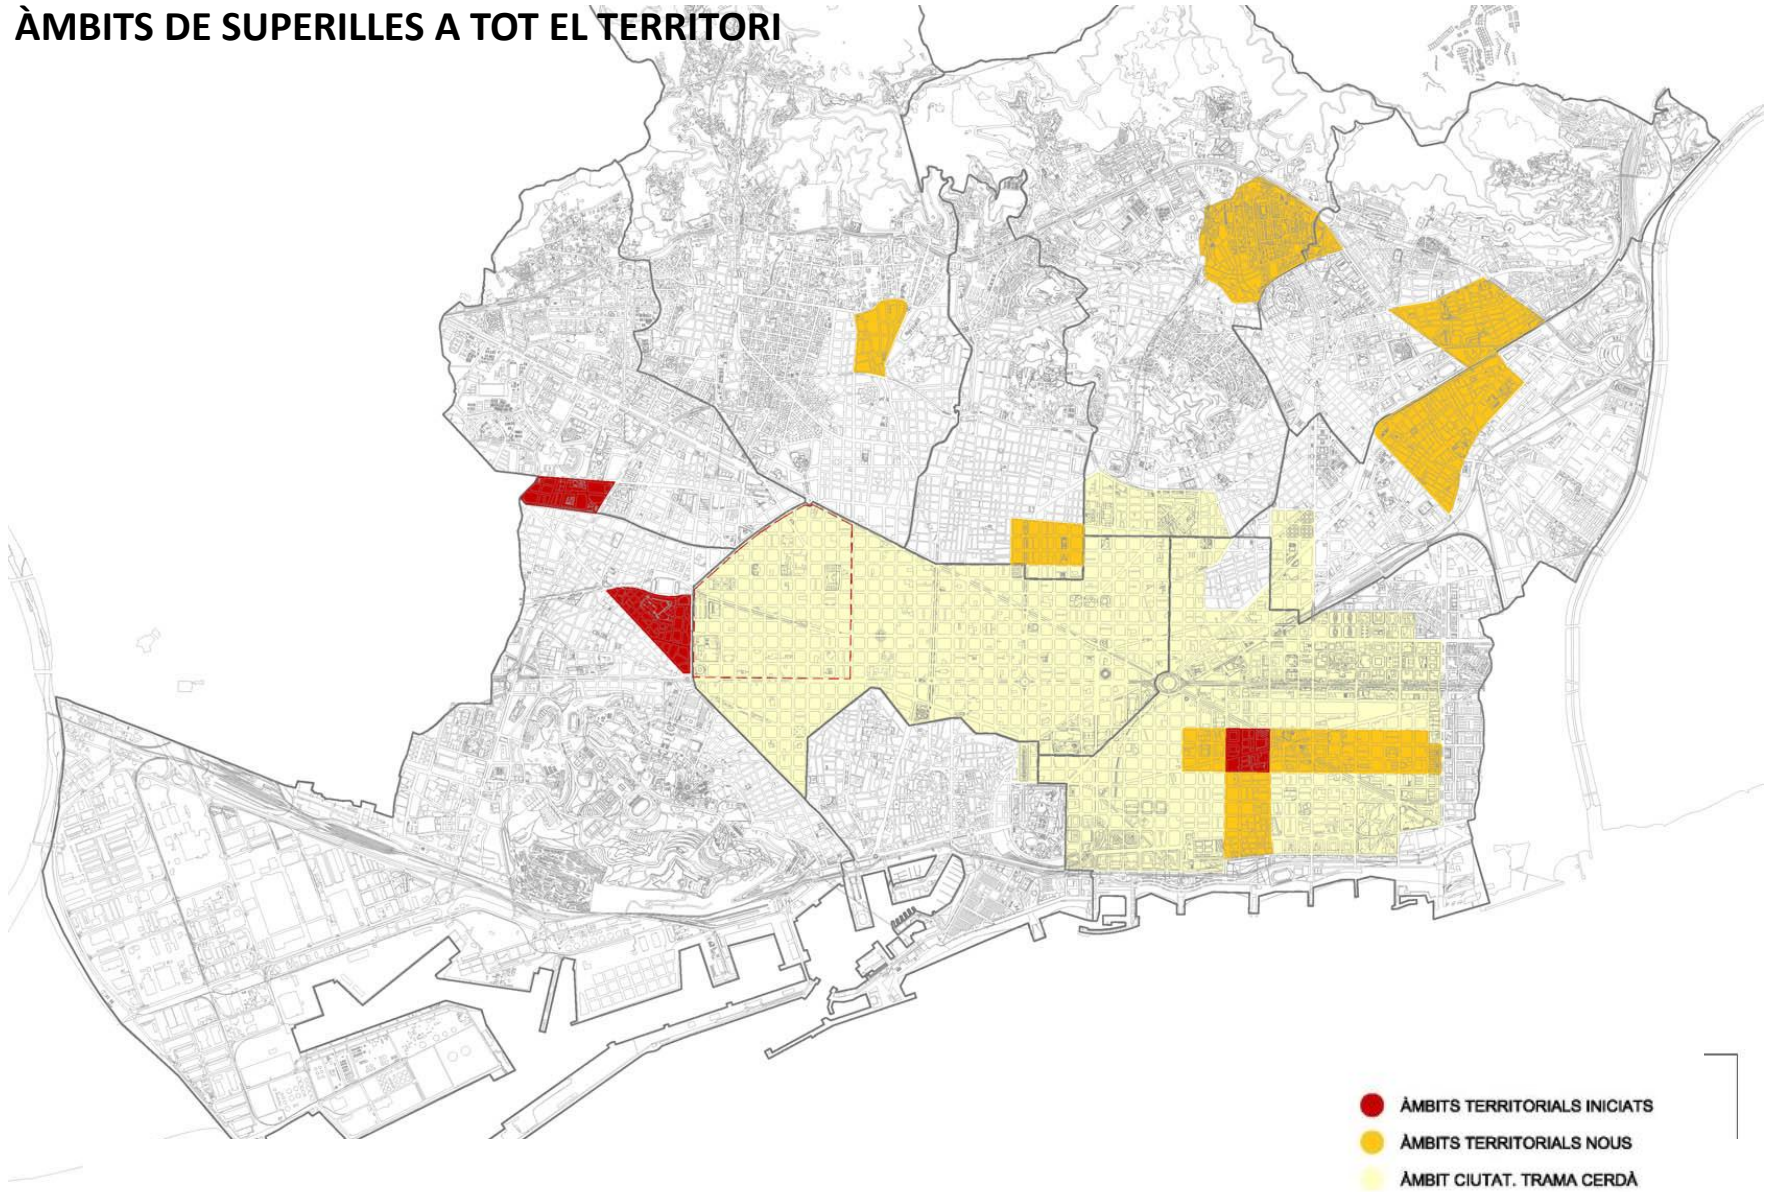 ÀMBITS DE SUPERILLES A TOT EL TERRITORI
ÀMBITS TERRITORIALS INICIATS
ÀMBITS TERRITORIALS NOUS
ÀMBIT CIUTAT. TRAMA CERDÀ